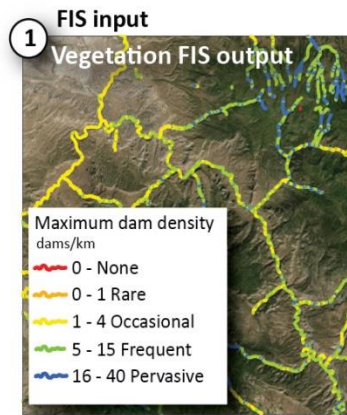 FIS input
1
Vegetation FIS output
Maximum dam density
dams/km
0 - None
0 - 1 Rare
1 - 4 Occasional
5 - 15 Frequent
16 - 40 Pervasive